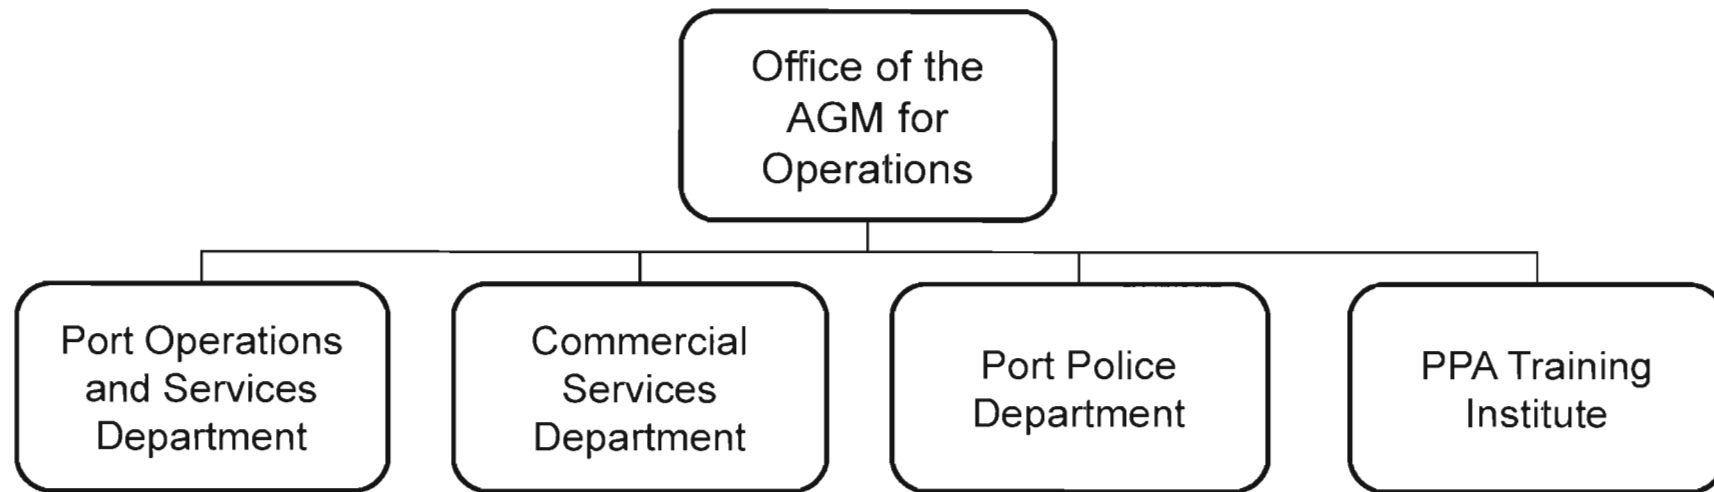 Office of the
AGM for
Operations
Port Operations
and Services
Department
Commercial
Services
Department
Port Police
Department
PPA Training
Institute